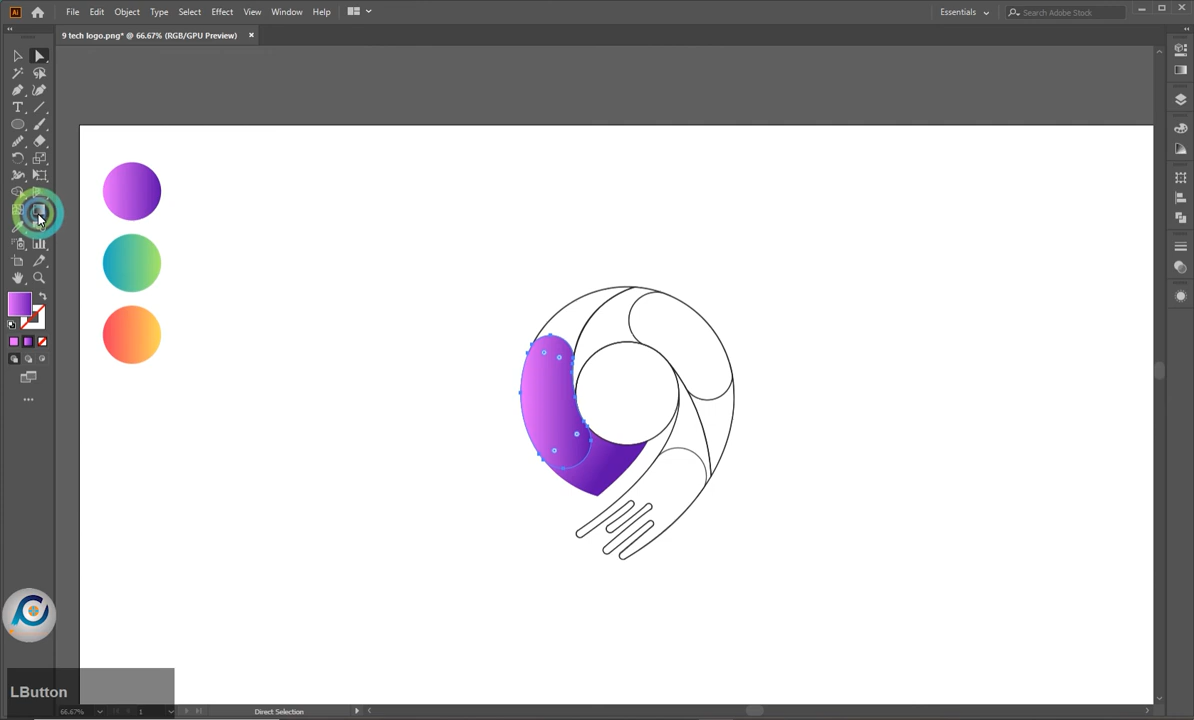 Ai File Edit Object Type Select Effect View Window Help Essentials Search Adobe Stock
9 tech logo.png* @ 66.67% (RGB/GPU Preview)
LButton
66.67% 1 Direct Selection